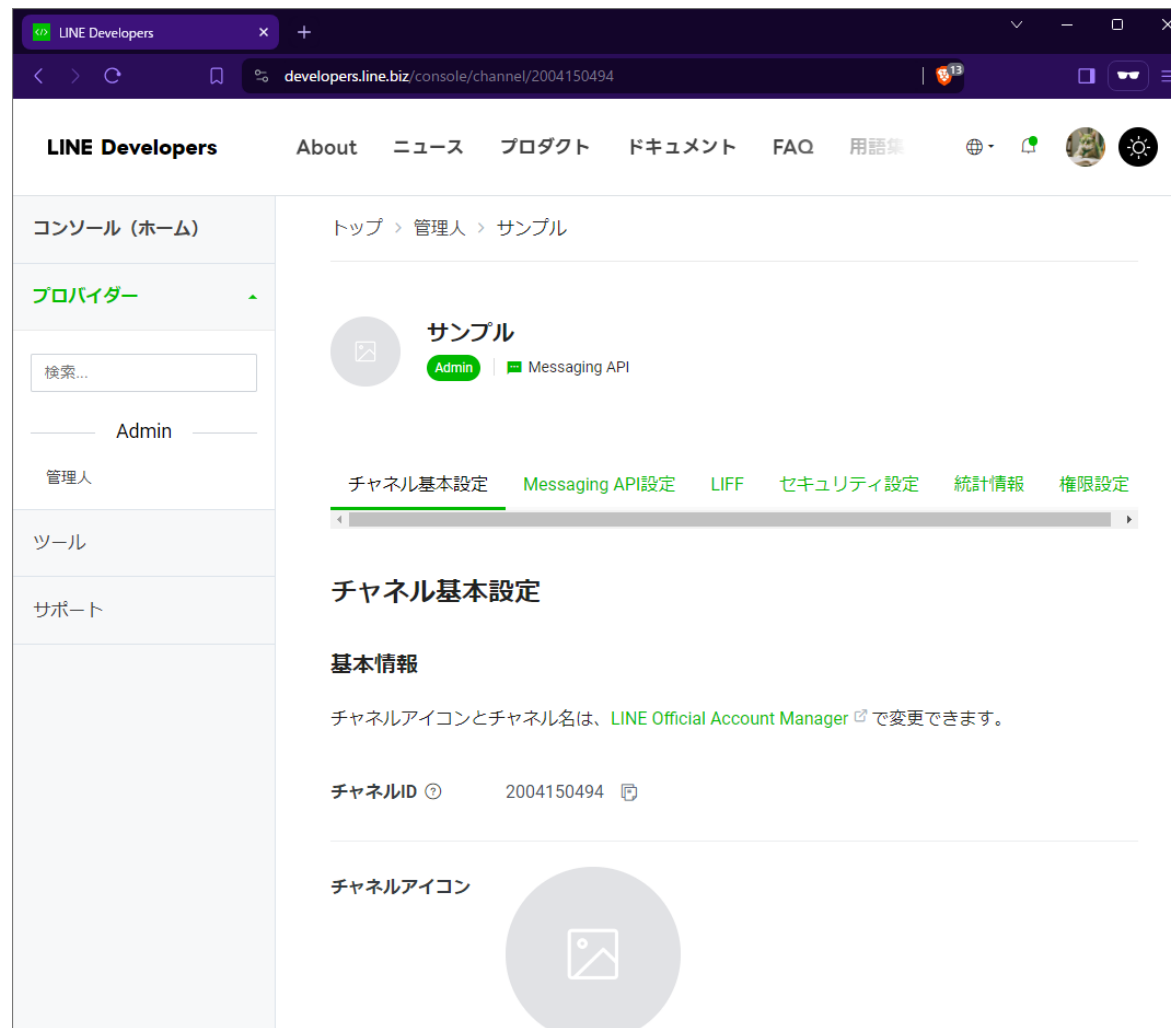 LINE Developers
developers.line.biz/console/channel/2004150494
13
LINE Developers About ニュース プロダクト ドキュメント FAQ 用語集
コンソール（ホーム）
プロバイダー
検索...
Admin
管理人
ツール
サポート
トップ > 管理人 > サンプル
サンプル
Admin Messaging API
チャネル基本設定 Messaging API設定 LIFF セキュリティ設定 統計情報 権限設定
チャネル基本設定
基本情報
チャネルアイコンとチャネル名は、LINE Official Account Manager で変更できます。
チャネルID 2004150494
チャネルアイコン